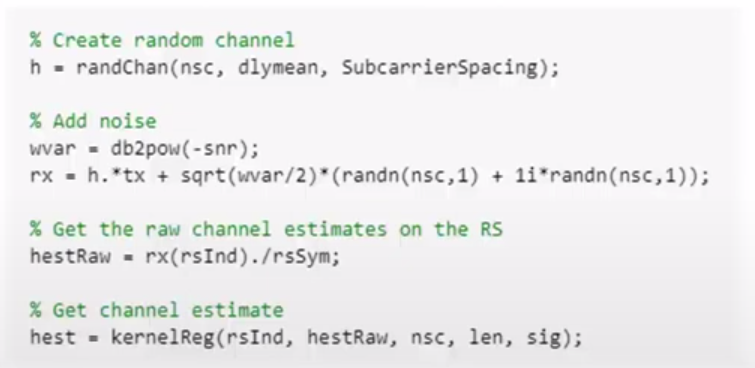 % Create random channel
h = randChan(nsc, dlymean, SubcarrierSpacing);
% Add noise
wvar = db2pow(-snr);
rx = h.*tx + sqrt(wvar/2)*(randn(nsc,1) + 1i*randn(nsc,1));
% Get the raw channel estimates on the RS
hestRaw = rx(rsInd)./rsSym;
% Get channel estimate
hest = kernelReg(rsInd, hestRaw, nsc, len, sig);